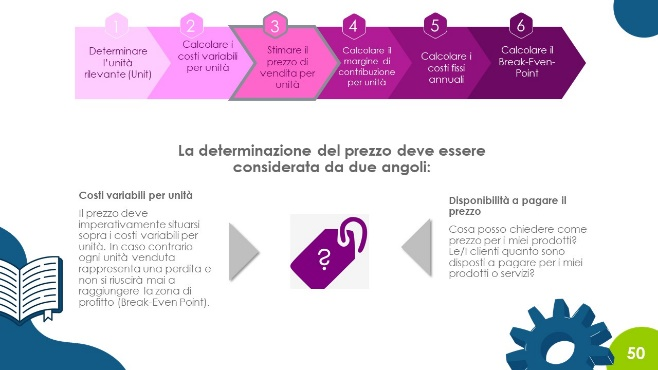 1
Determinare
l'unità
rilevante (Unit)
2
Calcolare i
costi variabili
per unità
3
Stimare il
prezzo di
vendita per
unità
4
Calcolare il
margine di
contribuzione
per unità
5
Calcolare i
costi fissi
annuali
6
Calcolare il
Break-Even-
Point
La determinazione del prezzo deve essere
considerata da due angoli:
Costi variabili per unità
Il prezzo deve
imperativamente situarsi
sopra i costi variabili per
unità. In caso contrario
ogni unità venduta
rappresenta una perdita e
non si riuscirà mai a
raggiungere la zona di
profitto (Break-Even Point).
?
Disponibilità a pagare il
prezzo
Cosa posso chiedere come
prezzo per i miei prodotti?
Le/I clienti quanto sono
disposti a pagare per i miei
prodotti o servizi?
50